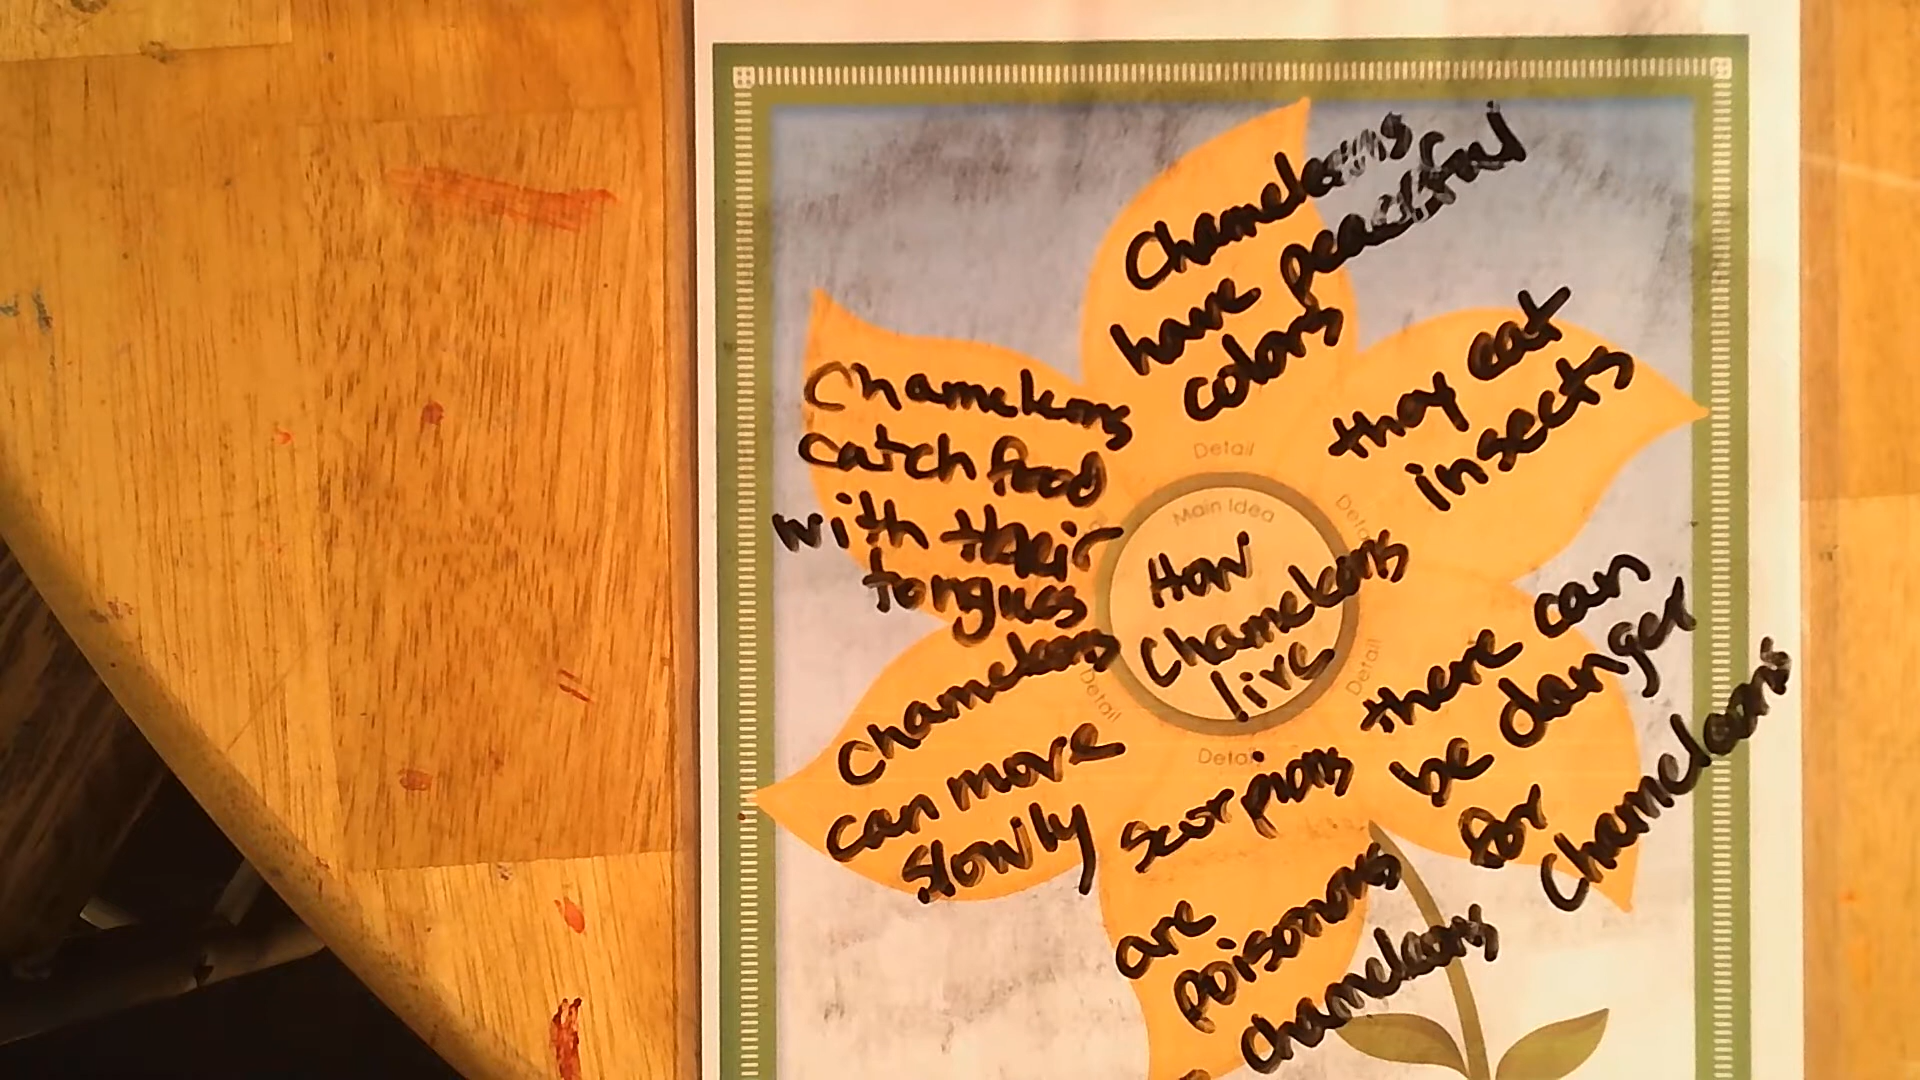 Chameleons
have peaceful
colors
Detail
they eat
insects
Detail
there can
be danger
for
Chameleons
Detail
scorpions
are
poisonous
chameleons
Detail
Chameleons
can move
slowly
Detail
Chameleons
catch food
with their
tongues
Main Idea
How
Chameleons
live